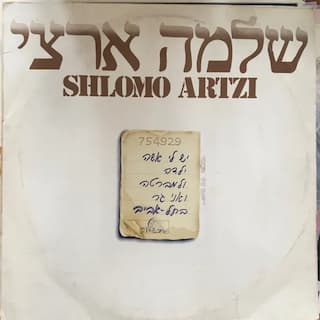 שלמה ארצי
SHLOMO ARTZI
754929
יש לי אשה
ילדה
ולמברטה
ואני גר
בתל-אביב